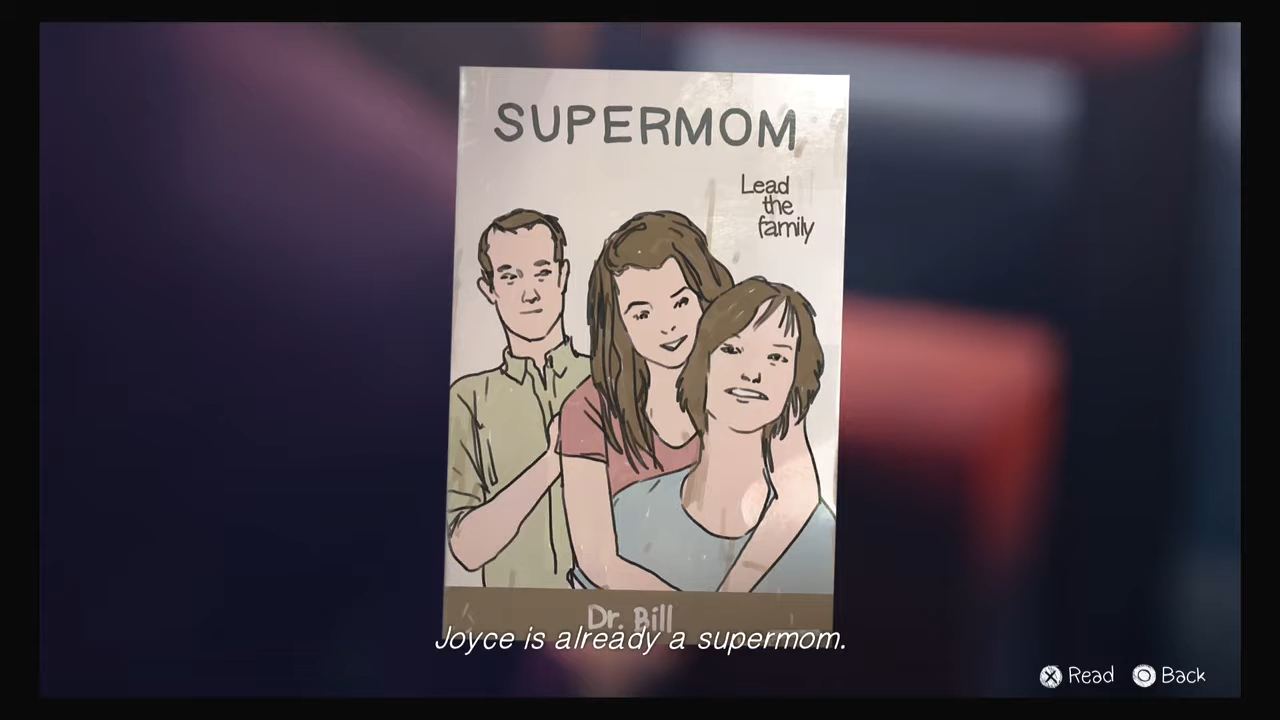 SUPERMOM
Lead
the
family
Dr. Bill
Joyce is already a supermom.
Read
Back